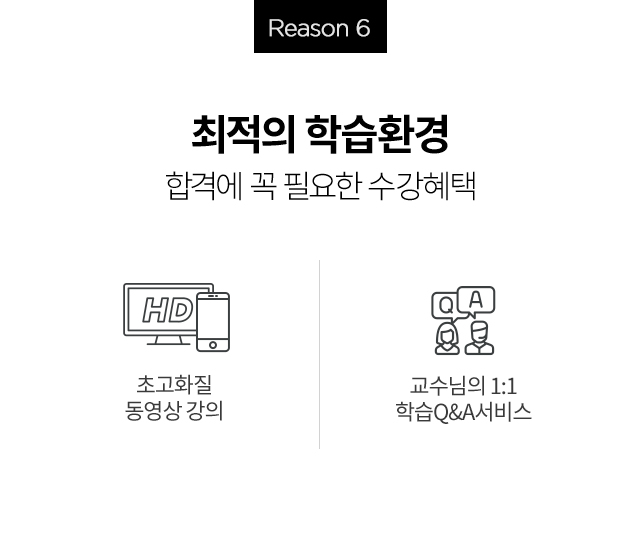 Reason 6
최적의 학습환경
합격에 꼭 필요한 수강혜택
HD
Q A
초고화질
동영상 강의
교수님의 1:1
학습Q&A서비스